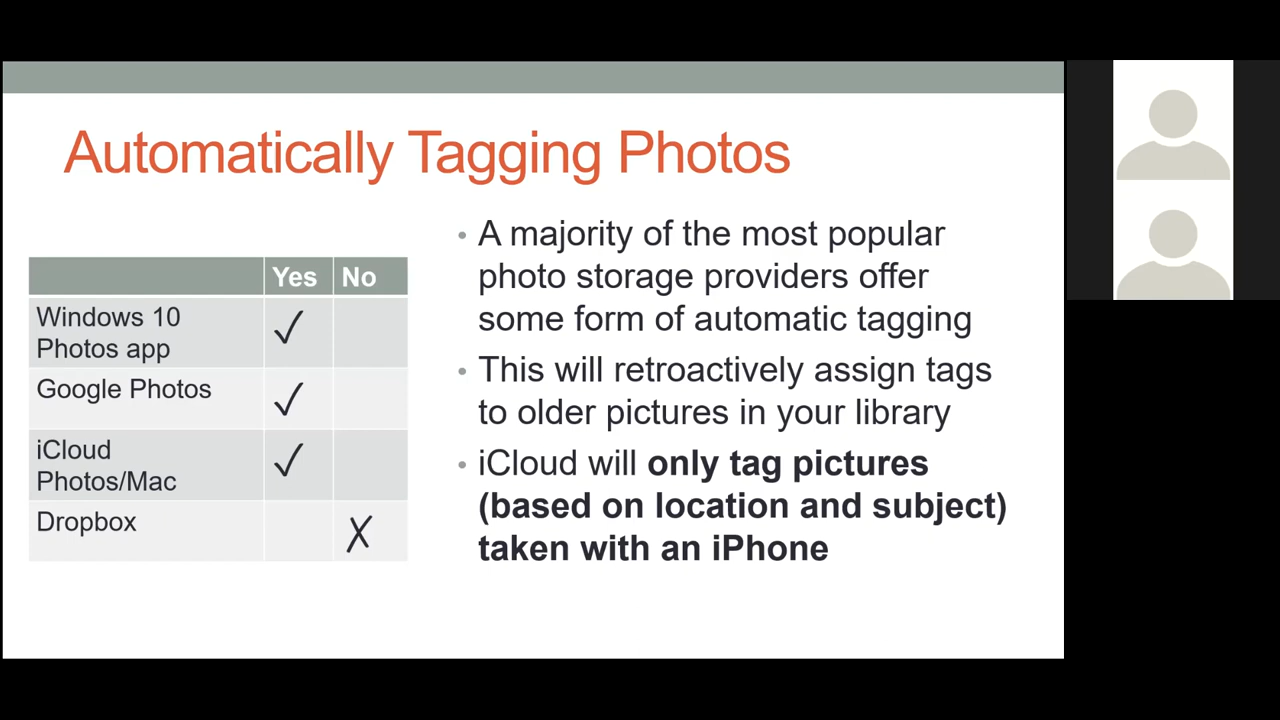 Automatically Tagging Photos
Yes No
Windows 10
Photos app ✓
Google Photos ✓
iCloud
Photos/Mac ✓
Dropbox X
• A majority of the most popular
photo storage providers offer
some form of automatic tagging
• This will retroactively assign tags
to older pictures in your library
• iCloud will only tag pictures
(based on location and subject)
taken with an iPhone